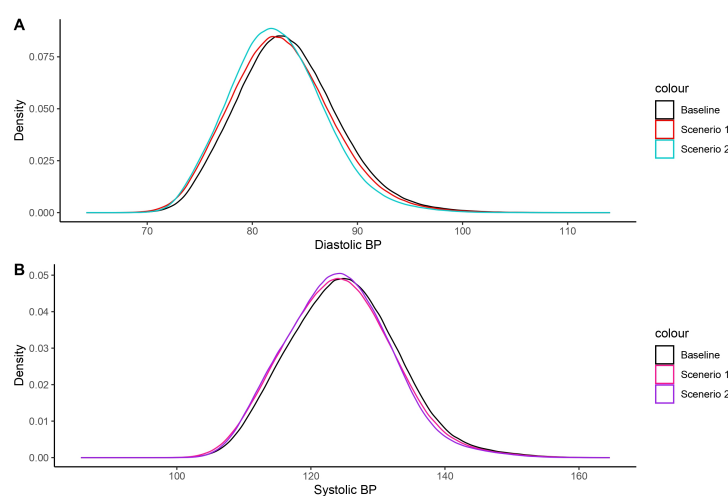 A
0.075
0.050
0.025
0.000
Density
70 80 90 100 110
Diastolic BP
colour
Baseline
Scenerio 1
Scenerio 2
B
0.05
0.04
0.03
0.02
0.01
0.00
Density
100 120 140 160
Systolic BP
colour
Baseline
Scenerio 1
Scenerio 2